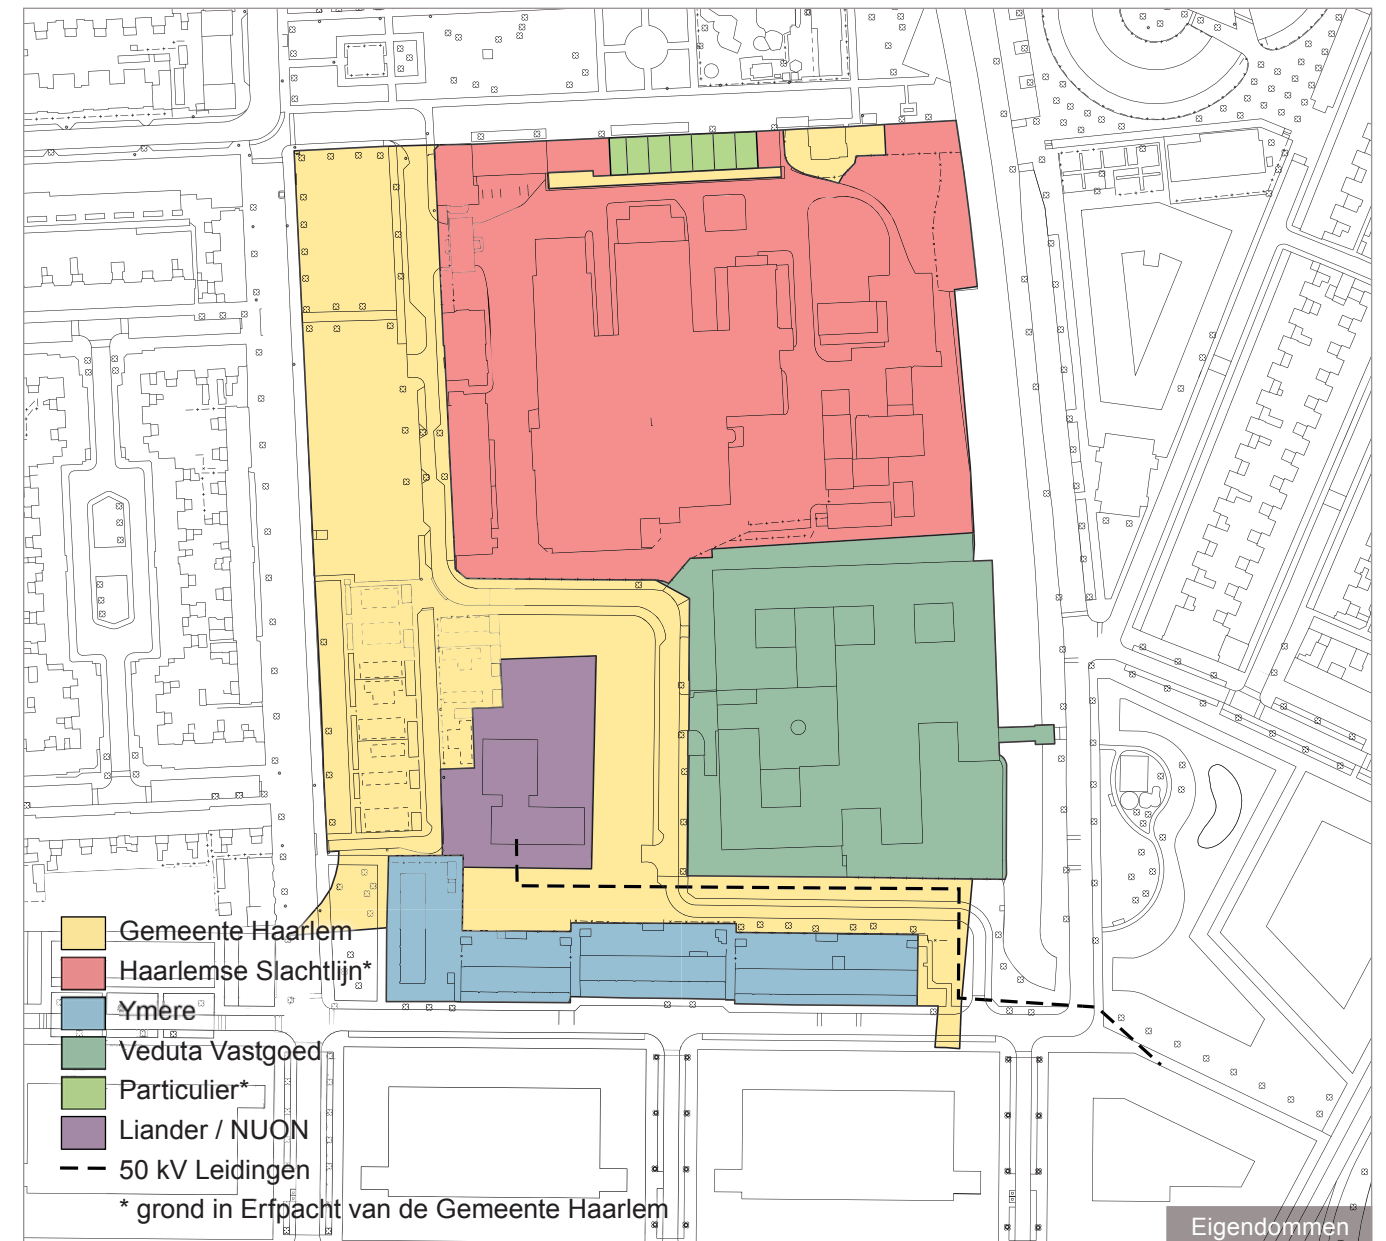 Gemeente Haarlem
Haarlemse Slachtlijn*
Ymere
Veduta Vastgoed
Particulier*
Liander / NUON
50 kV Leidingen
* grond in Erfpacht van de Gemeente Haarlem
Eigendommen